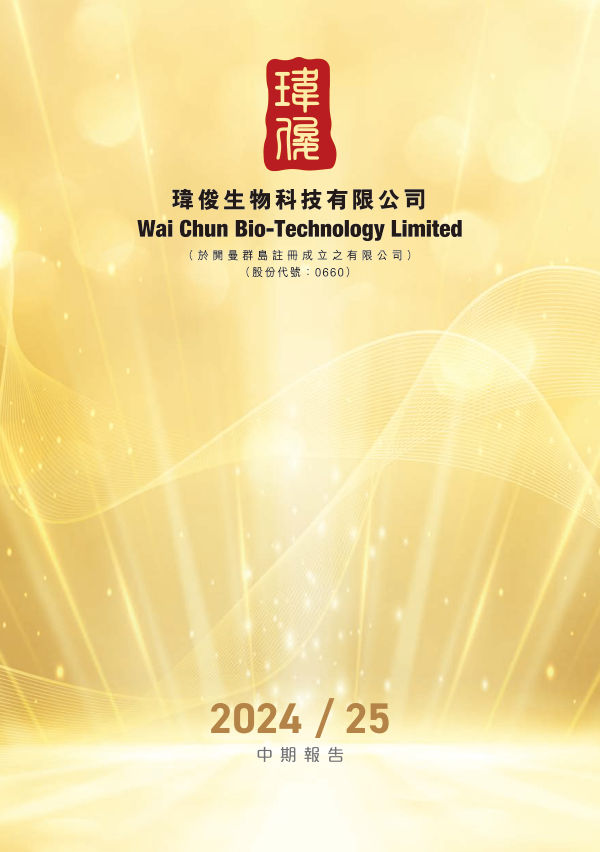 瑋俊
瑋俊生物科技有限公司
Wai Chun Bio-Technology Limited
（於開曼群島註冊成立之有限公司）
（股份代號：0660）
2024 / 25
中期報告